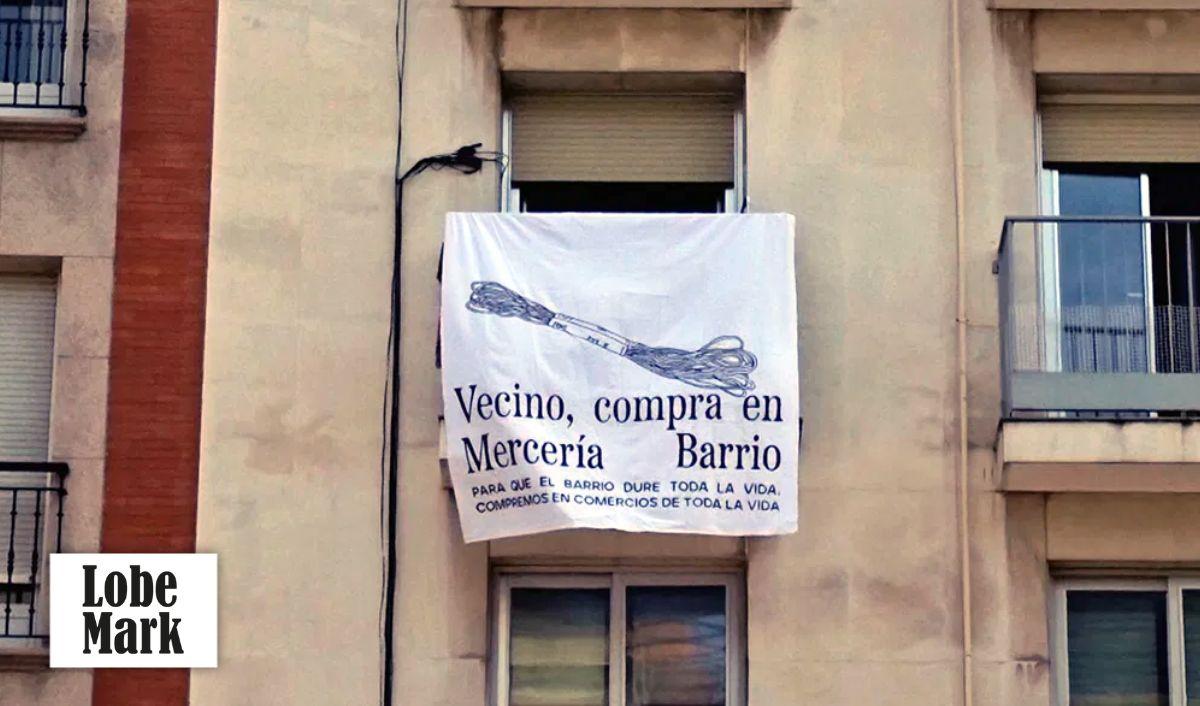 Vecino, compra en
Mercería Barrio
PARA QUE EL BARRIO DURE TODA LA VIDA,
COMPREMOS EN COMERCIOS DE TODA LA VIDA
Lobe
Mark